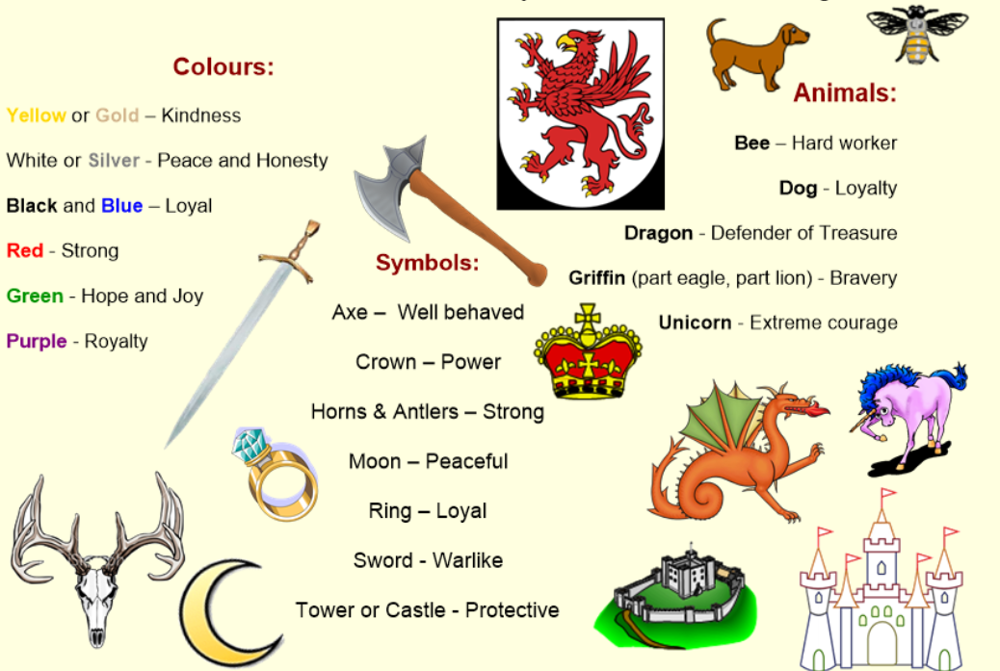 Colours:
Yellow or Gold – Kindness
White or Silver - Peace and Honesty
Black and Blue – Loyal
Red - Strong
Green - Hope and Joy
Purple - Royalty
Symbols:
Axe – Well behaved
Crown – Power
Horns & Antlers – Strong
Moon – Peaceful
Ring – Loyal
Sword - Warlike
Tower or Castle - Protective
Animals:
Bee – Hard worker
Dog - Loyalty
Dragon - Defender of Treasure
Griffin (part eagle, part lion) - Bravery
Unicorn - Extreme courage